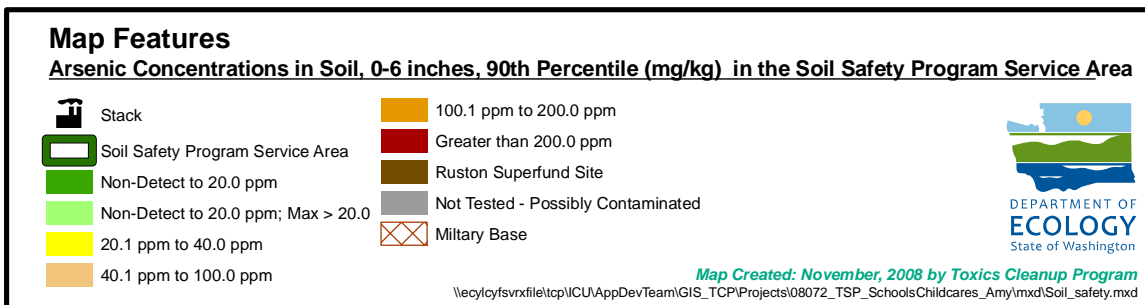 Map Features
Arsenic Concentrations in Soil, 0-6 inches, 90th Percentile (mg/kg) in the Soil Safety Program Service Area
Stack
Soil Safety Program Service Area
Non-Detect to 20.0 ppm
Non-Detect to 20.0 ppm; Max > 20.0
20.1 ppm to 40.0 ppm
40.1 ppm to 100.0 ppm
100.1 ppm to 200.0 ppm
Greater than 200.0 ppm
Ruston Superfund Site
Not Tested - Possibly Contaminated
Miltary Base
DEPARTMENT OF
ECOLOGY
State of Washington
Map Created: November, 2008 by Toxics Cleanup Program
\\ecylcyfsvrxfile\tcp\ICU\AppDevTeam\GIS_TCP\Projects\08072_TSP_SchoolsChildcares_Amy\mxd\Soil_safety.mxd